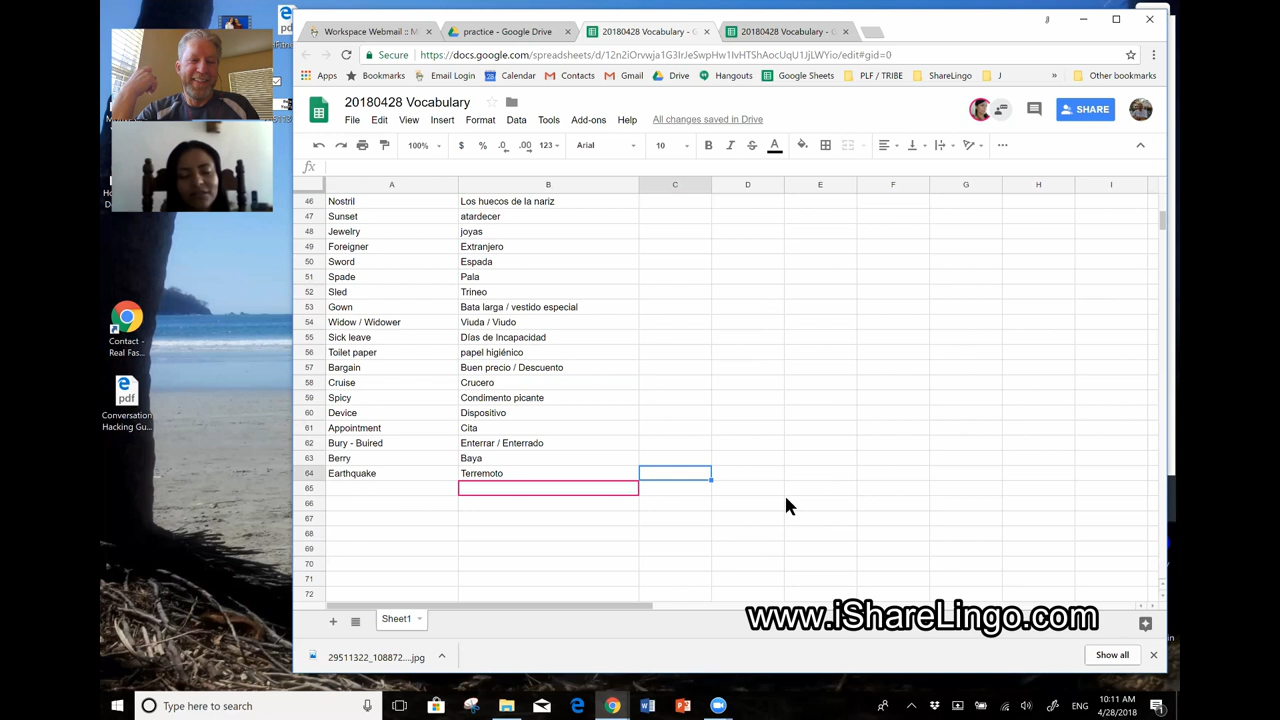 pdf
Workspace Webmail :: M
practice - Google Drive
20180428 Vocabulary - G
20180428 Vocabulary - G
Secure
https://docs.google.com/spreadsheets/d/12n2iOrvwja1G3IrJeSwpHw1IvHTShAocUqU1JjLWYio/edit#gid=0
Apps Bookmarks Email Login 28 Calendar Contacts Gmail Drive Hangouts Google Sheets PLF / TRIBE ShareLingo J » Other bookmarks
20180428 Vocabulary
SHARE
File Edit View Insert Format Data Tools Add-ons Help All changes saved in Drive
100% $ % .0 .00 123 Arial 10 B I S A
fx
A B C D E F G H I
46 Nostril Los huecos de la nariz
47 Sunset atardecer
48 Jewelry joyas
49 Foreigner Extranjero
50 Sword Espada
51 Spade Pala
52 Sled Trineo
53 Gown Bata larga / vestido especial
54 Widow / Widower Viuda / Viudo
55 Sick leave Días de Incapacidad
56 Toilet paper papel higiénico
57 Bargain Buen precio / Descuento
58 Cruise Crucero
59 Spicy Condimento picante
60 Device Dispositivo
61 Appointment Cita
62 Bury - Buired Enterrar / Enterrado
63 Berry Baya
64 Earthquake Terremoto
65
66
67
68
69
70
71
72
Contact -
Real Fas...
pdf
Conversation
Hacking Gu...
www.iShareLingo.com
Sheet1
29511322_108872....jpg
Show all
Type here to search
ENG
10:11 AM
4/28/2018